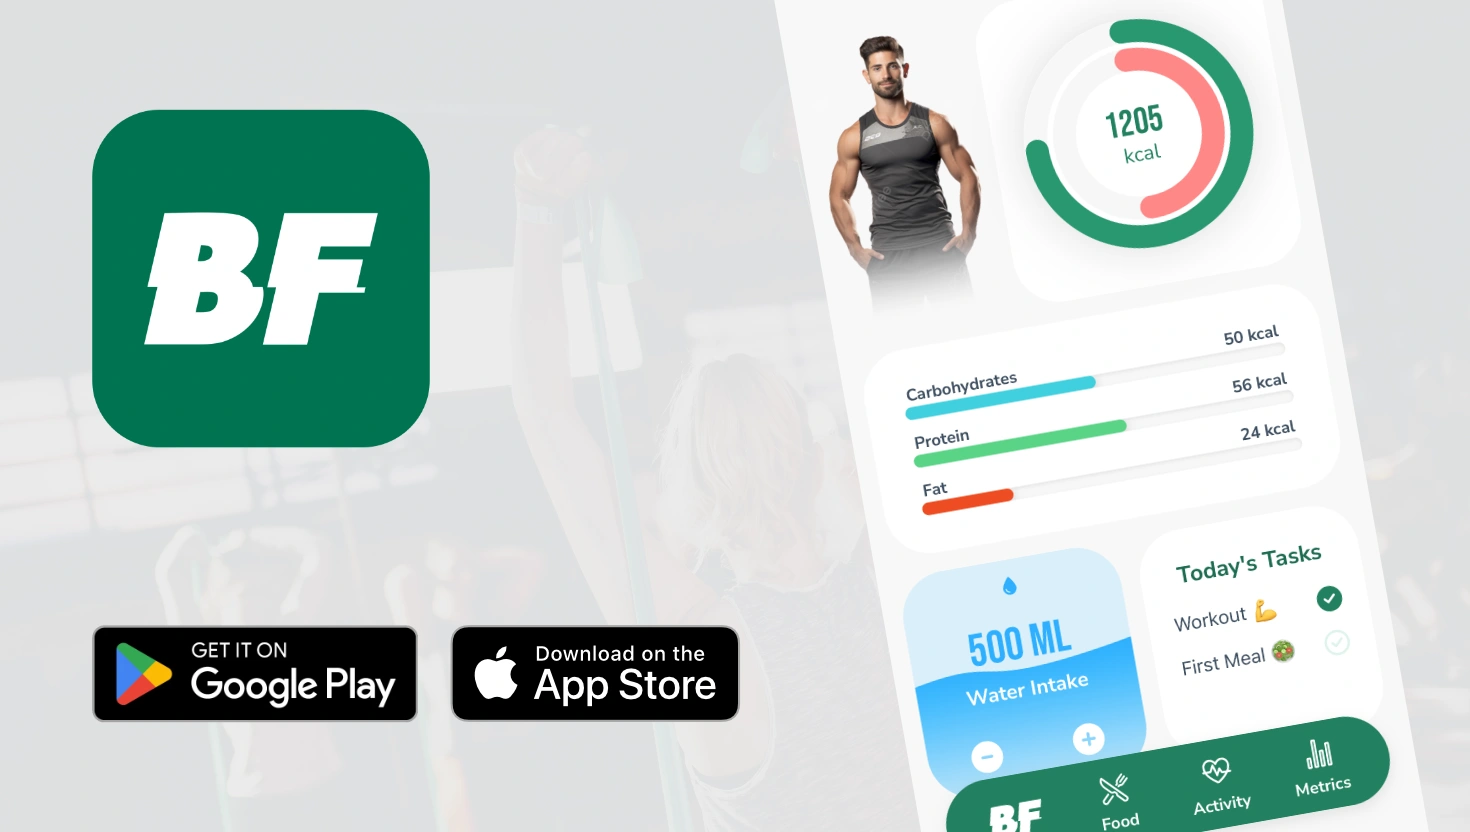 BF
GET IT ON
Google Play
Download on the
App Store
1205
kcal
Carbohydrates 50 kcal
Protein 56 kcal
Fat 24 kcal
500 ML
Water Intake
Today's Tasks
Workout 💪
First Meal 🥗
BF
Food
Activity
Metrics